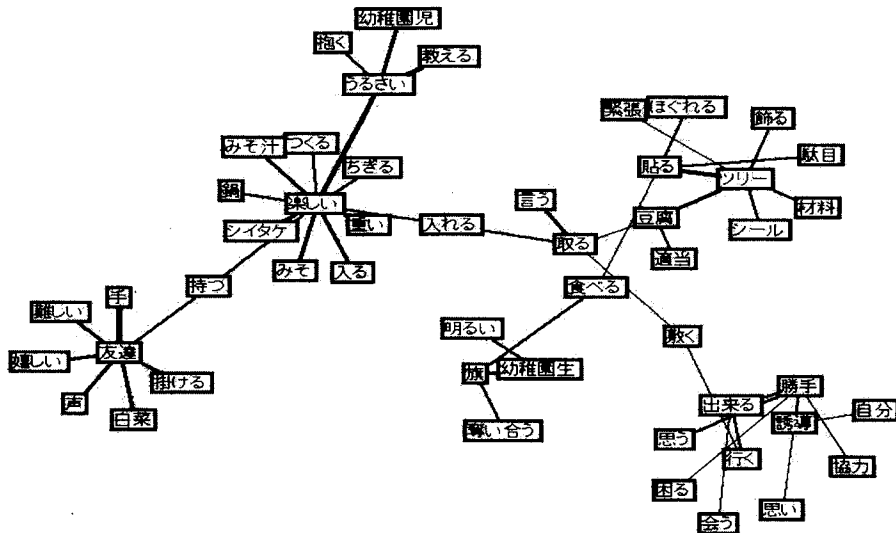 幼稚園児
抱く
教える
うるさい
緊張
ほぐれる
飾る
みそ汁
つくる
ちぎる
貼る
駄目
ツリー
鍋
楽しい
言う
豆腐
材料
シイタケ
重い
入れる
取る
シール
みそ
入る
適当
持つ
食べる
手
難しい
明るい
敷く
友達
嬉しい
掛ける
旗
幼稚園生
勝手
声
白菜
出来る
誘導
自分
奪い合う
思う
行く
協力
困る
会う
思い